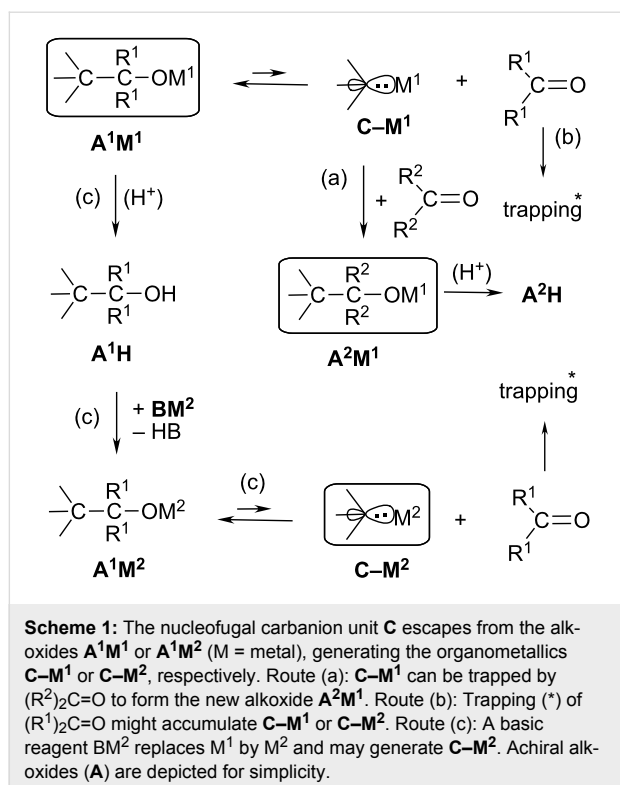 R¹ R¹
C C OM¹ C O
R¹ M¹ + R¹
A¹M¹ C–M¹ (b)
(c) (H⁺) (a) + R² C O R² trapping*
R¹ R²
C C OH C C OM¹ (H⁺) A²H
R¹ R²
A¹H A²M¹
trapping*
(c) + BM²
– HB
R¹ (c) R¹
C C OM² M² + C O
R¹ R¹
A¹M² C–M²
Scheme 1: The nucleofugal carbanion unit C escapes from the alk-
oxides A¹M¹ or A¹M² (M = metal), generating the organometallics
C–M¹ or C–M², respectively. Route (a): C–M¹ can be trapped by
(R²)₂C=O to form the new alkoxide A²M¹. Route (b): Trapping (*) of
(R¹)₂C=O might accumulate C–M¹ or C–M². Route (c): A basic
reagent BM² replaces M¹ by M² and may generate C–M². Achiral alk-
oxides (A) are depicted for simplicity.